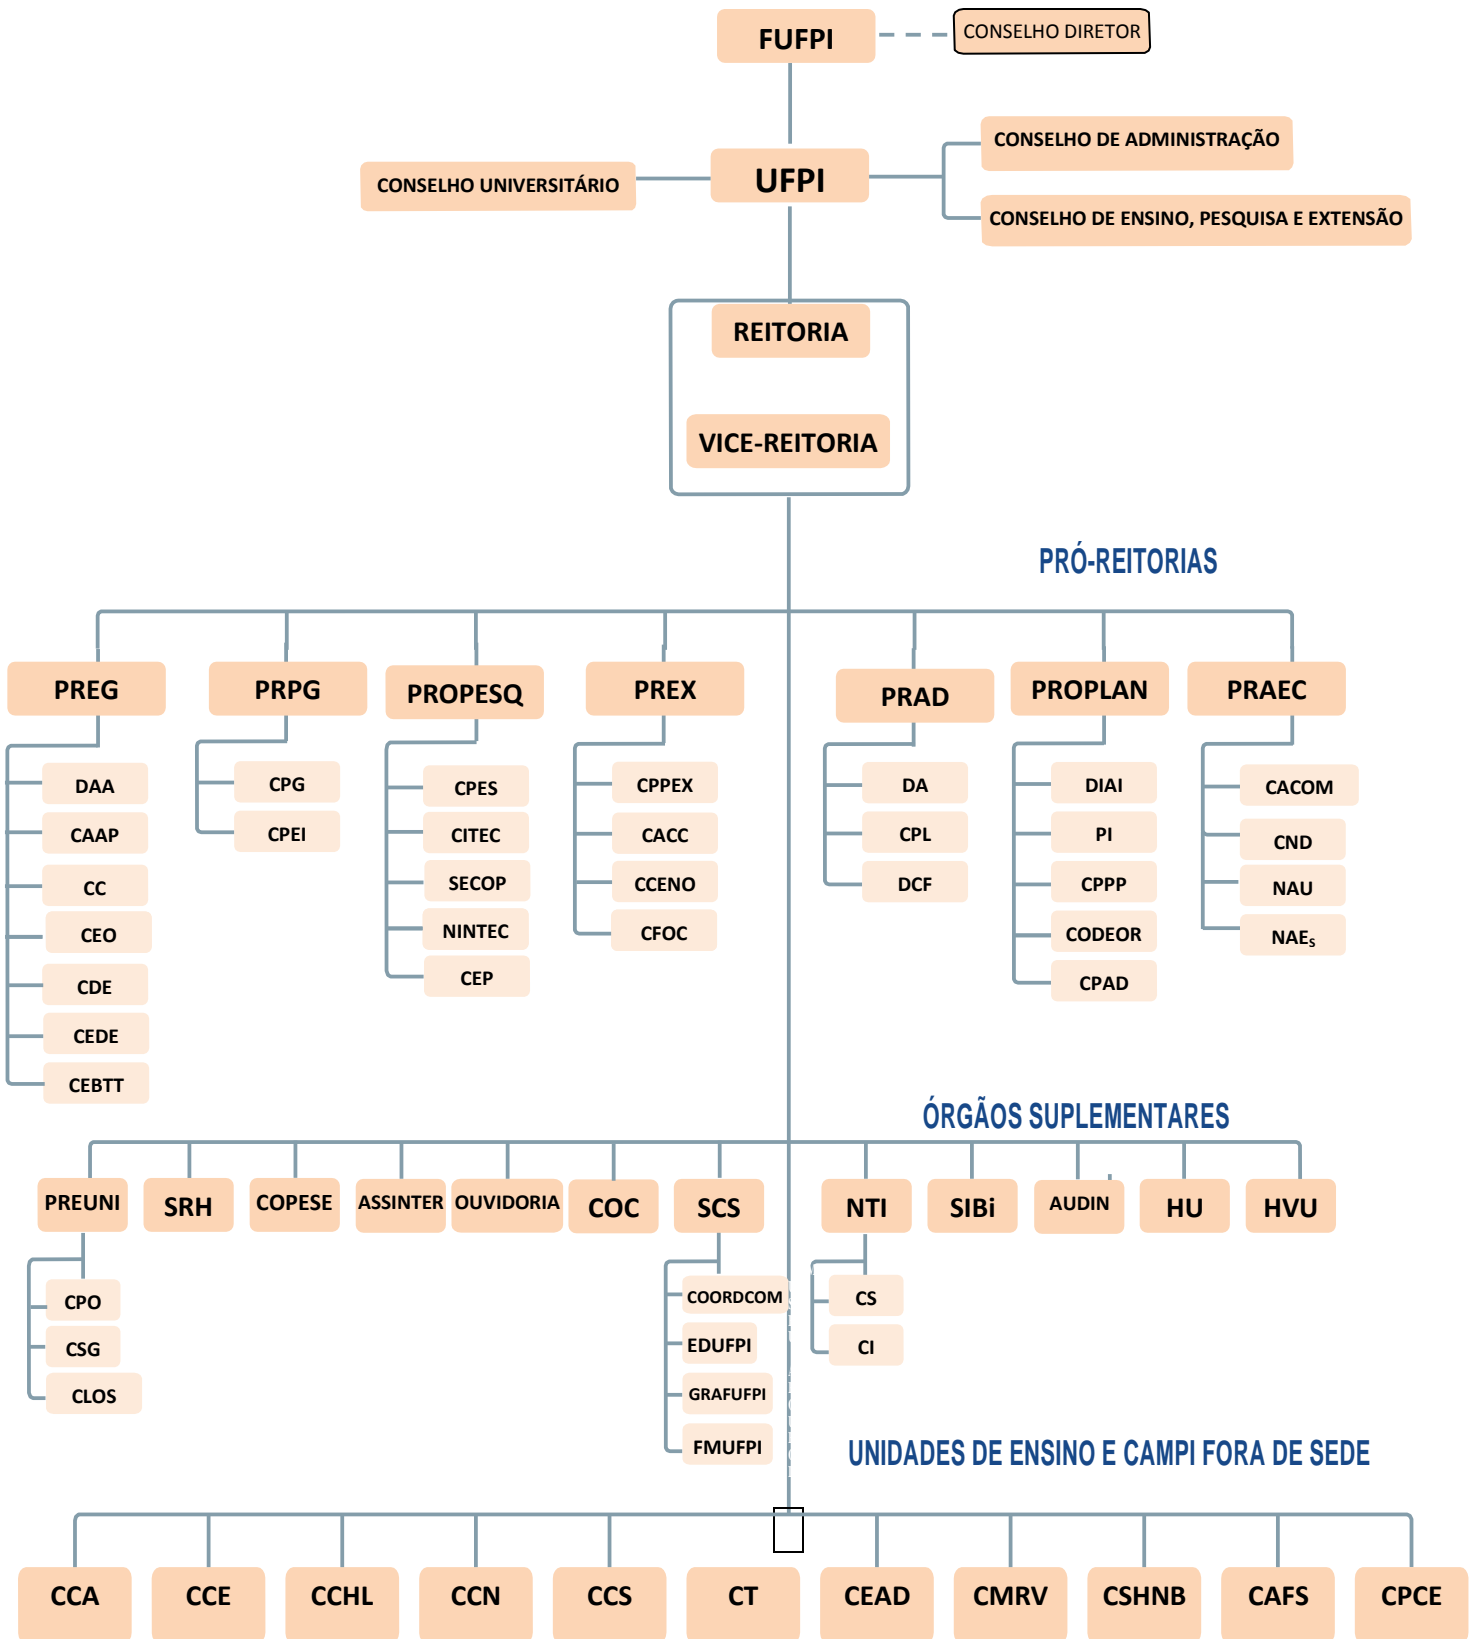 FUFPI
CONSELHO DIRETOR
CONSELHO DE ADMINISTRAÇÃO
CONSELHO UNIVERSITÁRIO
UFPI
CONSELHO DE ENSINO, PESQUISA E EXTENSÃO
REITORIA
VICE-REITORIA
PRÓ-REITORIAS
PREG
PRPG
PROPESQ
PREX
PRAD
PROPLAN
PRAEC
DAA
CAAP
CC
CEO
CDE
CEDE
CEBTT
CPG
CPEI
CPES
CITEC
SECOP
NINTEC
CEP
CPPEX
CACC
CCENO
CFOC
DA
CPL
DCF
DIAI
PI
CPPP
CODEOR
CPAD
CACOM
CND
NAU
NAES
ÓRGÃOS SUPLEMENTARES
PREUNI
SRH
COPESE
ASSINTER
OUVIDORIA
COC
SCS
NTI
SIBi
AUDIN
HU
HVU
CPO
CSG
CLOS
COORDCOM
EDUFPI
GRAFUFPI
FMUFPI
CS
CI
UNIDADES DE ENSINO E CAMPI FORA DE SEDE
CCA
CCE
CCHL
CCN
CCS
CT
CEAD
CMRV
CSHNB
CAFS
CPCE